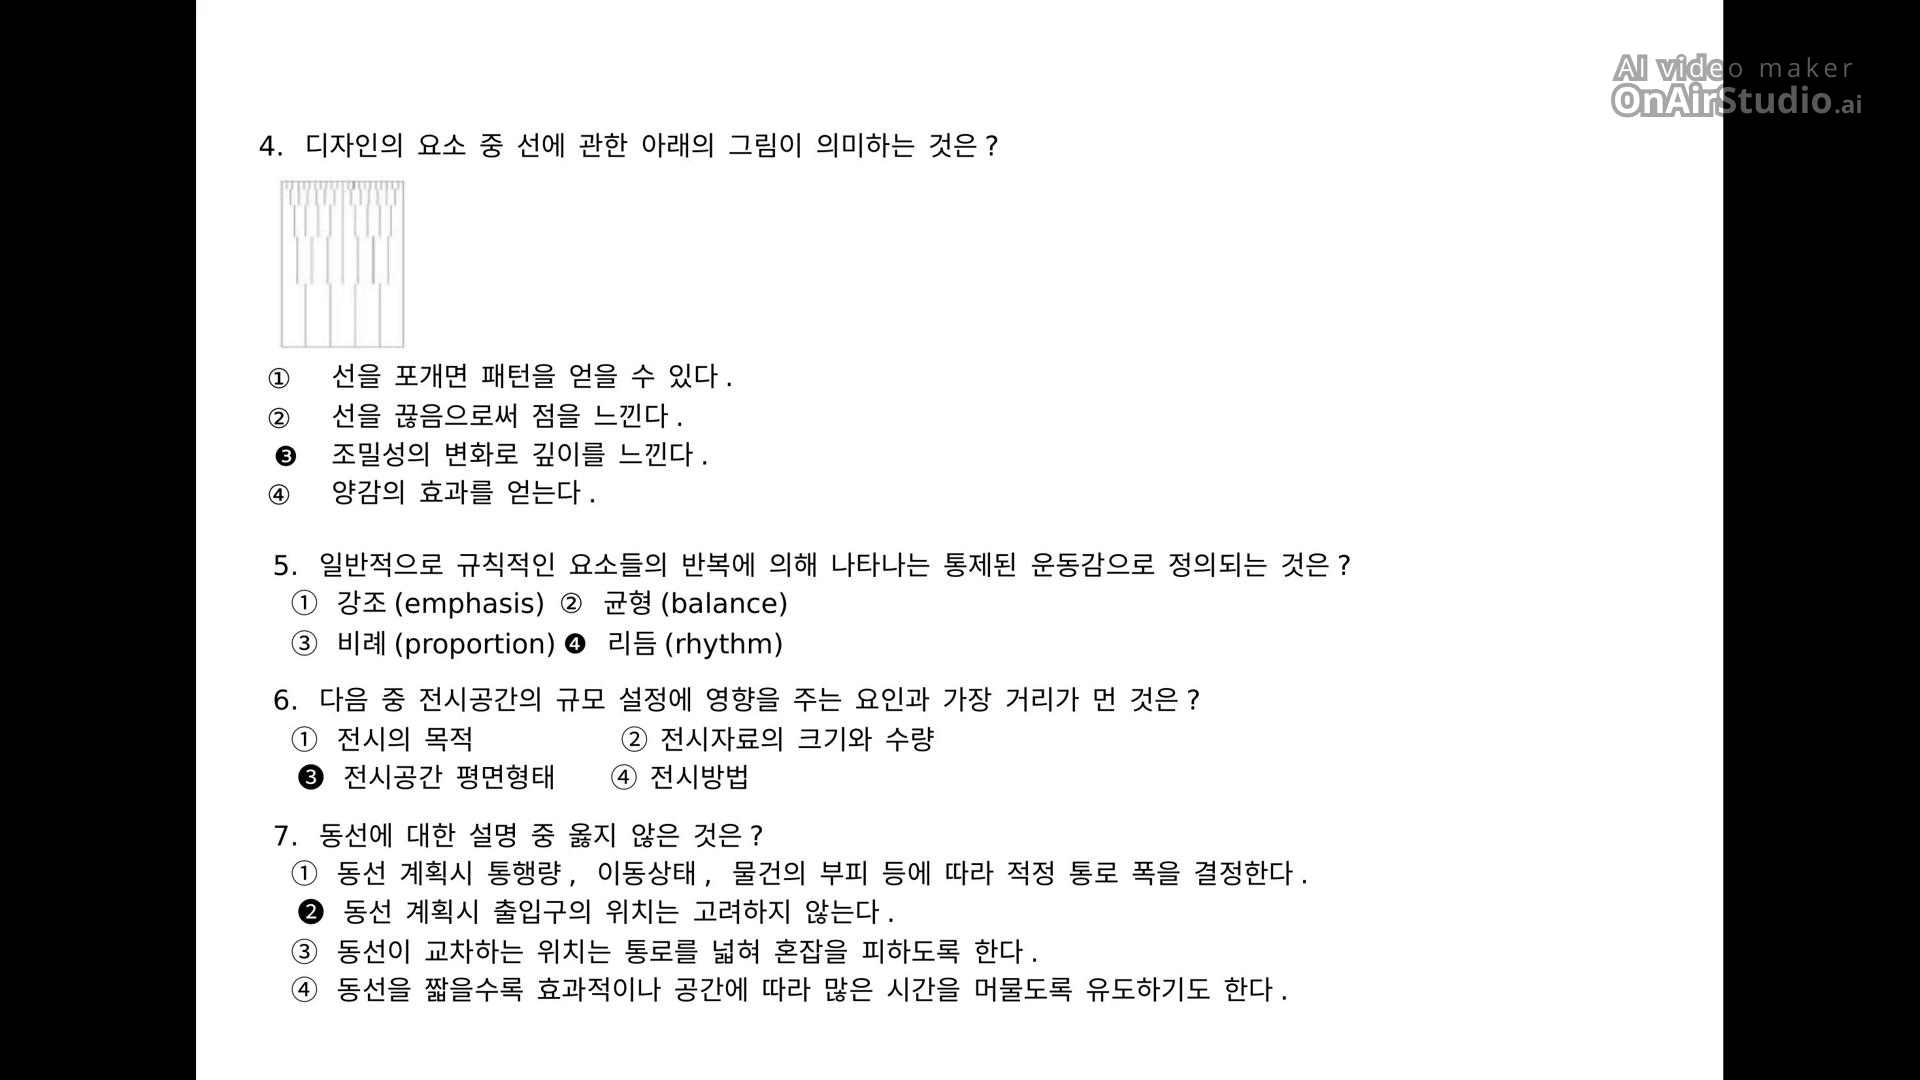 AI video maker
OnAirStudio.ai
4. 디자인의 요소 중 선에 관한 아래의 그림이 의미하는 것은?
① 선을 포개면 패턴을 얻을 수 있다.
② 선을 끊음으로써 점을 느낀다.
❸ 조밀성의 변화로 깊이를 느낀다.
④ 양감의 효과를 얻는다.
5. 일반적으로 규칙적인 요소들의 반복에 의해 나타나는 통제된 운동감으로 정의되는 것은?
① 강조(emphasis) ② 균형(balance)
③ 비례(proportion) ❹ 리듬(rhythm)
6. 다음 중 전시공간의 규모 설정에 영향을 주는 요인과 가장 거리가 먼 것은?
① 전시의 목적 ② 전시자료의 크기와 수량
❸ 전시공간 평면형태 ④ 전시방법
7. 동선에 대한 설명 중 옳지 않은 것은?
① 동선 계획시 통행량, 이동상태, 물건의 부피 등에 따라 적정 통로 폭을 결정한다.
❷ 동선 계획시 출입구의 위치는 고려하지 않는다.
③ 동선이 교차하는 위치는 통로를 넓혀 혼잡을 피하도록 한다.
④ 동선을 짧을수록 효과적이나 공간에 따라 많은 시간을 머물도록 유도하기도 한다.